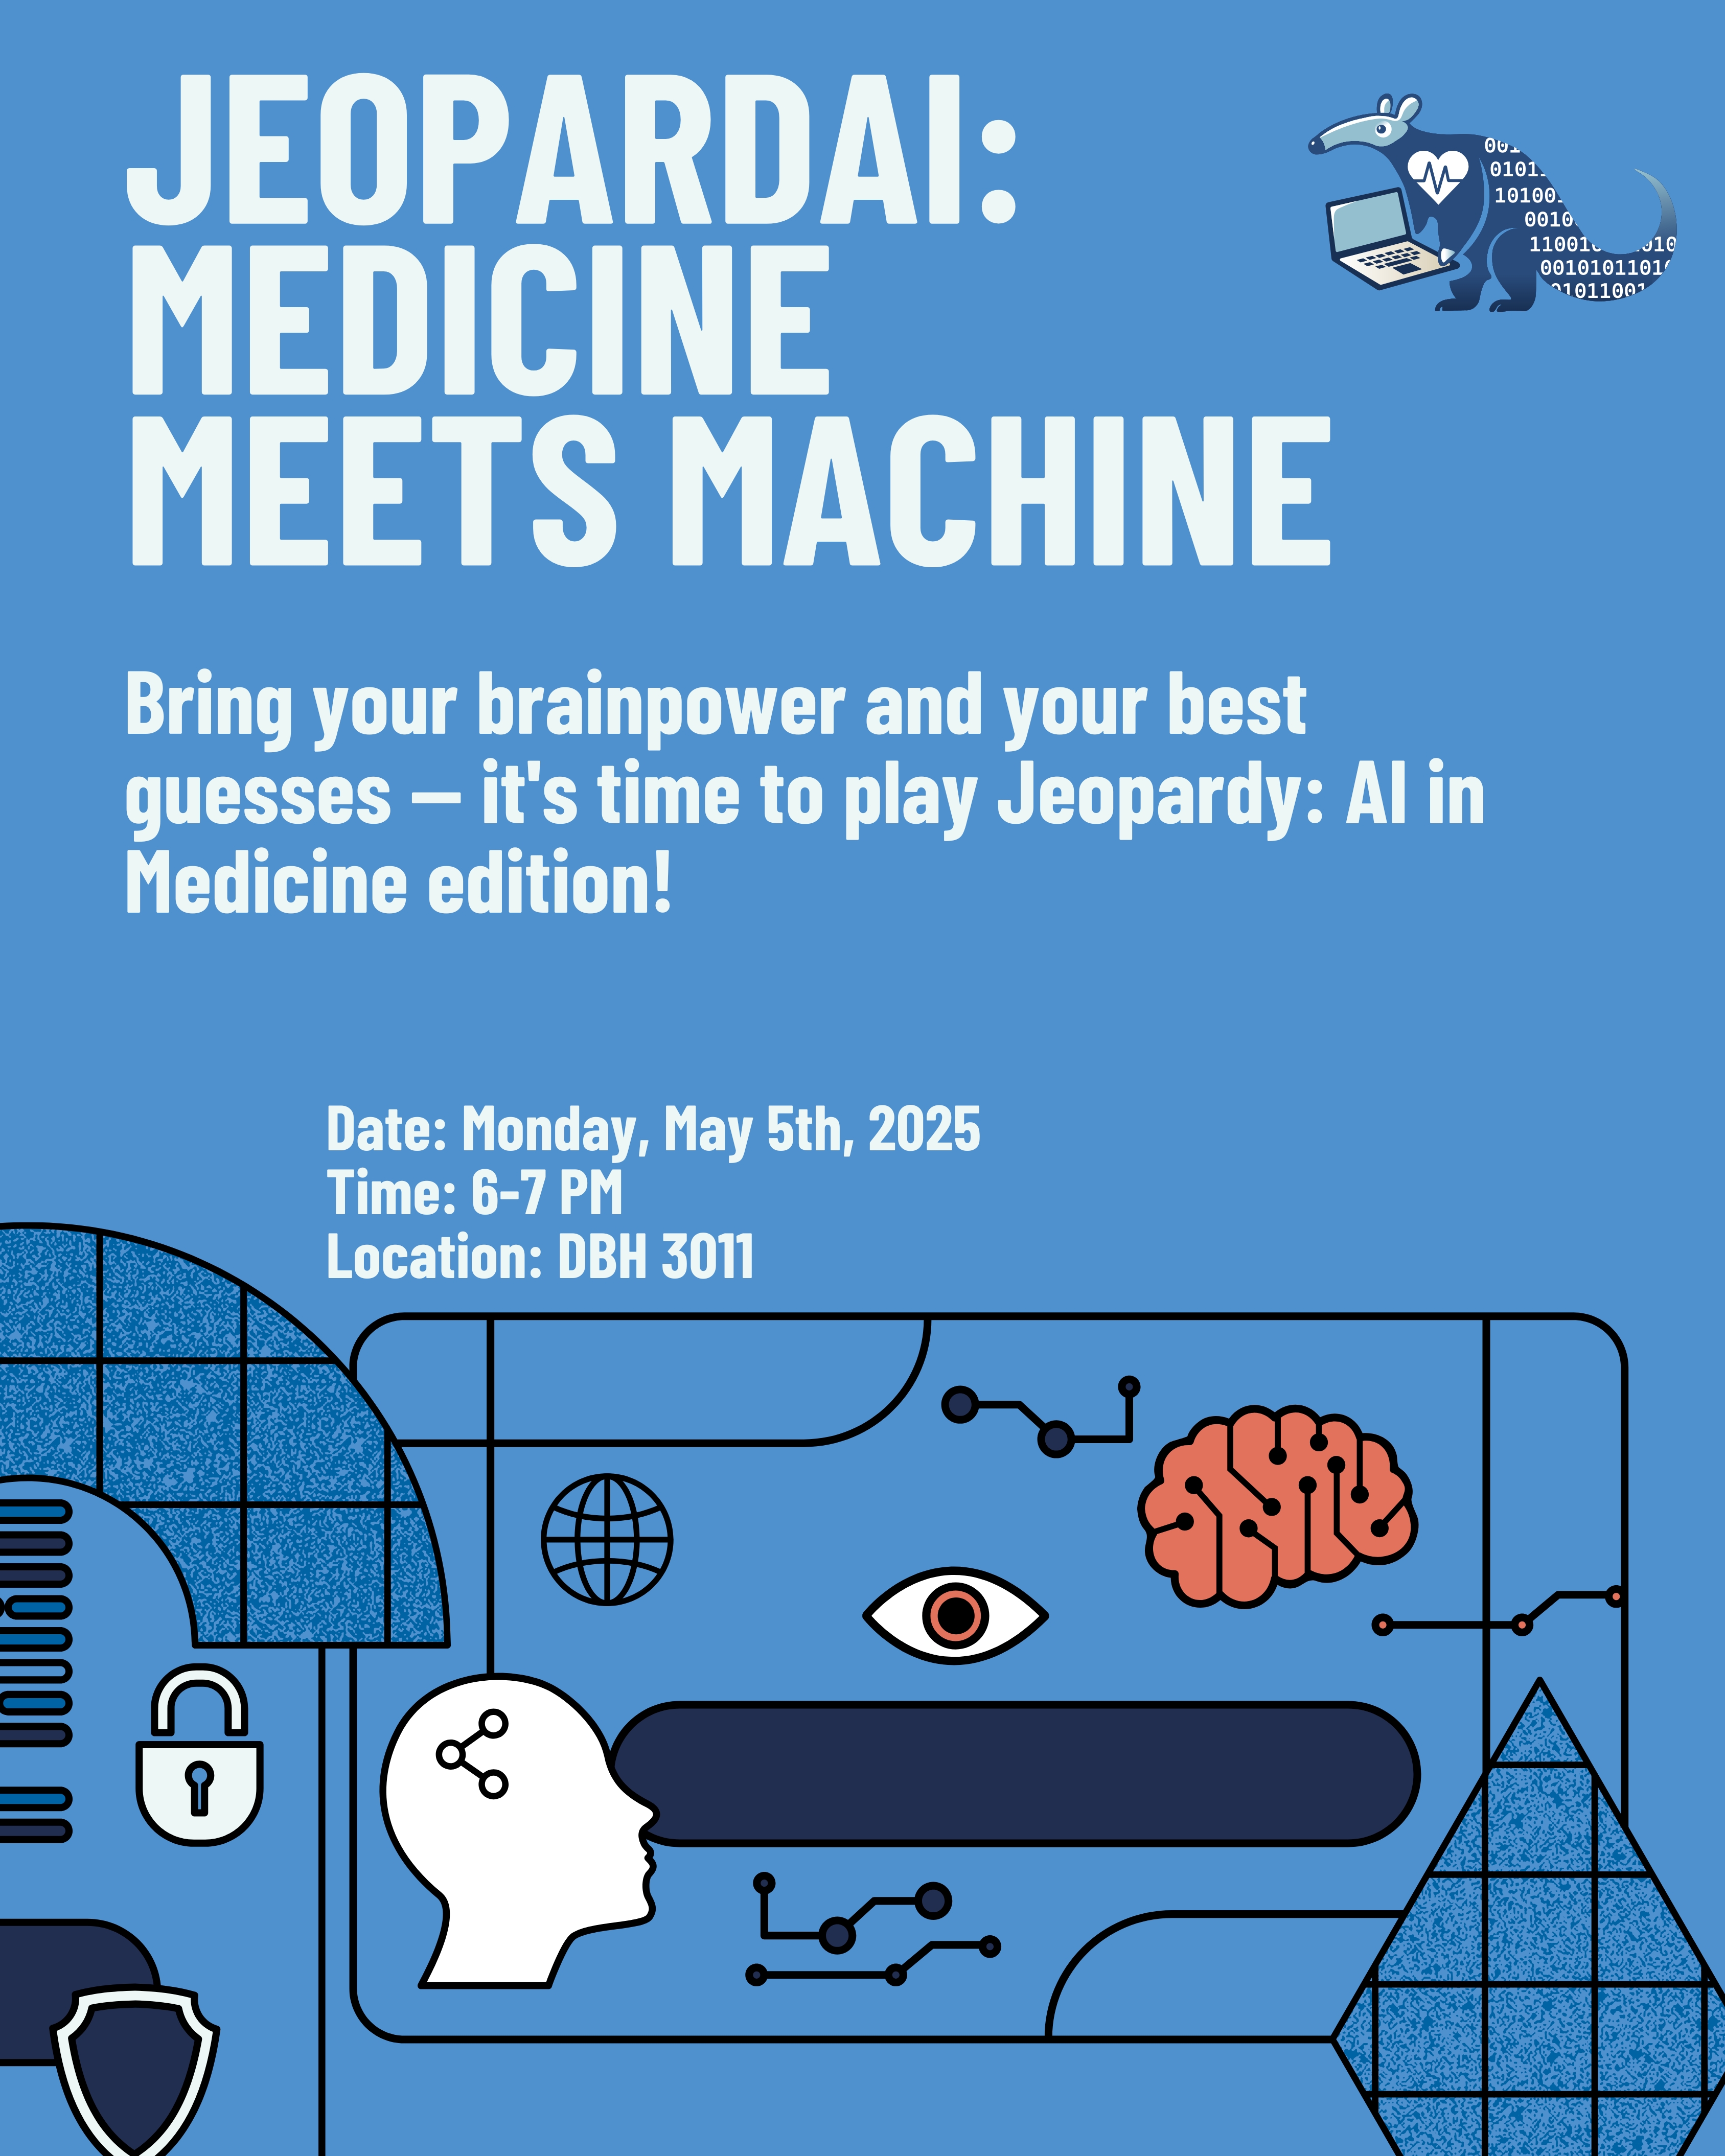 JEOPARDAI:
MEDICINE
MEETS MACHINE
Bring your brainpower and your best
guesses — it's time to play Jeopardy: AI in
Medicine edition!
Date: Monday, May 5th, 2025
Time: 6-7 PM
Location: DBH 3011